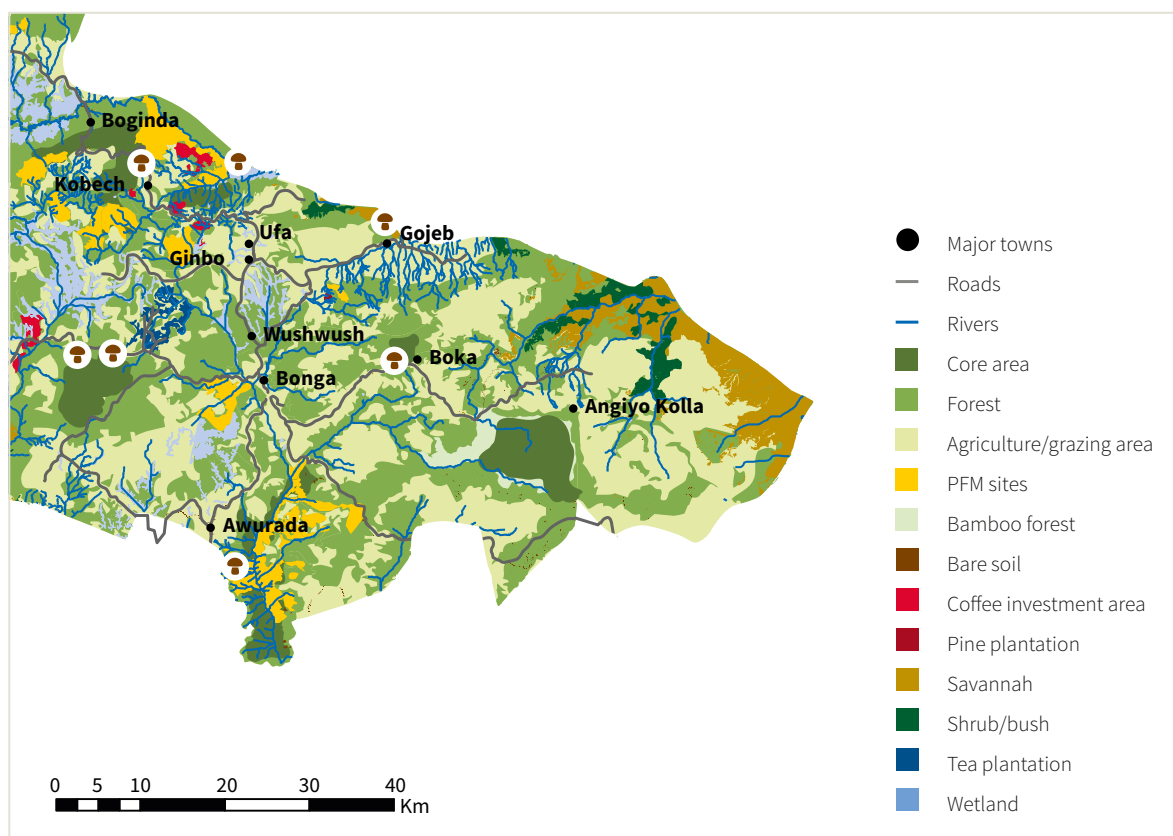 Boginda
Kobech
Ufa
Gojeb
Ginbo
Wushwush
Boka
Bonga
Angiyo Kolla
Awurada
0 5 10 20 30 40
Km
Major towns
Roads
Rivers
Core area
Forest
Agriculture/grazing area
PFM sites
Bamboo forest
Bare soil
Coffee investment area
Pine plantation
Savannah
Shrub/bush
Tea plantation
Wetland